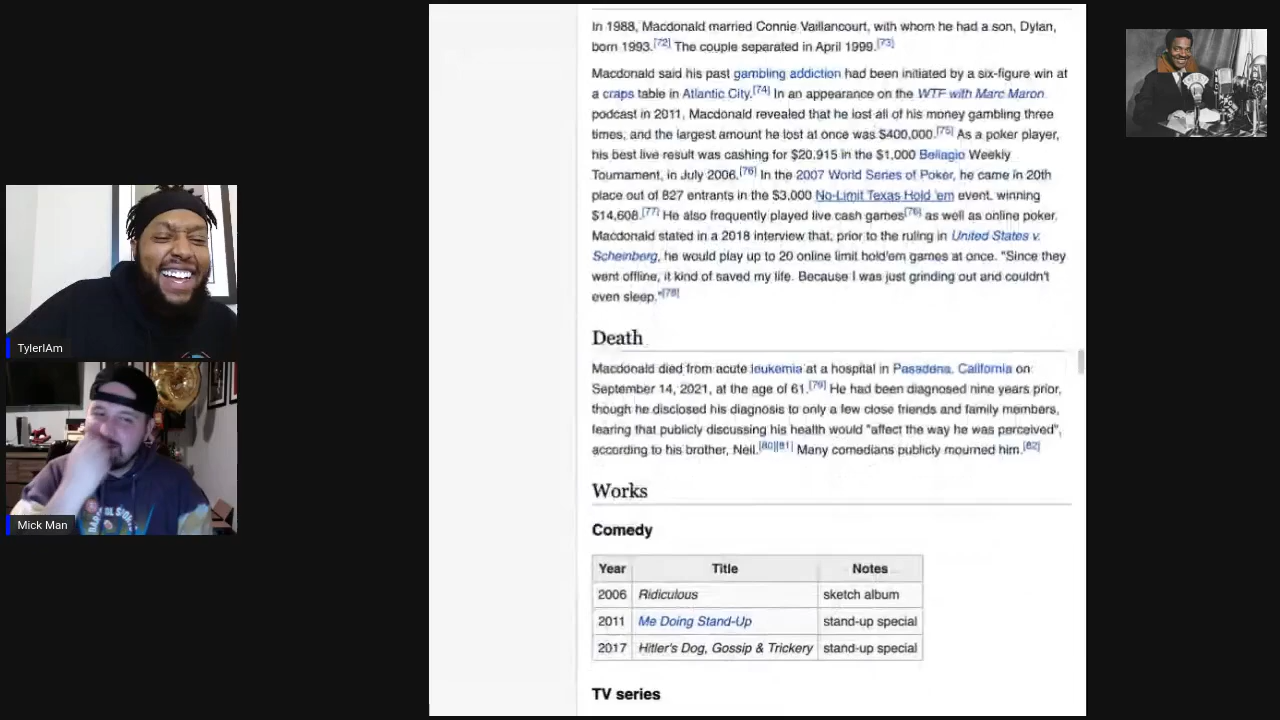 In 1988, Macdonald married Connie Vaillancourt, with whom he had a son, Dylan,
born 1993.[72] The couple separated in April 1999.[73]
Macdonald said his past gambling addiction had been initiated by a six-figure win at
a craps table in Atlantic City.[74] In an appearance on the WTF with Marc Maron
podcast in 2011, Macdonald revealed that he lost all of his money gambling three
times, and the largest amount he lost at once was $400,000.[75] As a poker player,
his best live result was cashing for $20,915 in the $1,000 Bellagio Weekly
Tournament, in July 2006.[76] In the 2007 World Series of Poker, he came in 20th
place out of 827 entrants in the $3,000 No-Limit Texas Hold 'em event, winning
$14,608.[77] He also frequently played live cash games[76] as well as online poker.
Macdonald stated in a 2018 interview that, prior to the ruling in United States v.
Scheinberg, he would play up to 20 online limit hold'em games at once. "Since they
went offline, it kind of saved my life. Because I was just grinding out and couldn't
even sleep."[78]
Death
Macdonald died from acute leukemia at a hospital in Pasadena, California on
September 14, 2021, at the age of 61.[79] He had been diagnosed nine years prior,
though he disclosed his diagnosis to only a few close friends and family members,
fearing that publicly discussing his health would "affect the way he was perceived",
according to his brother, Neil.[80][81] Many comedians publicly mourned him.[82]
Works
Comedy
Year Title Notes
2006 Ridiculous sketch album
2011 Me Doing Stand-Up stand-up special
2017 Hitler's Dog, Gossip & Trickery stand-up special
TV series
TylerIAm
Mick Man